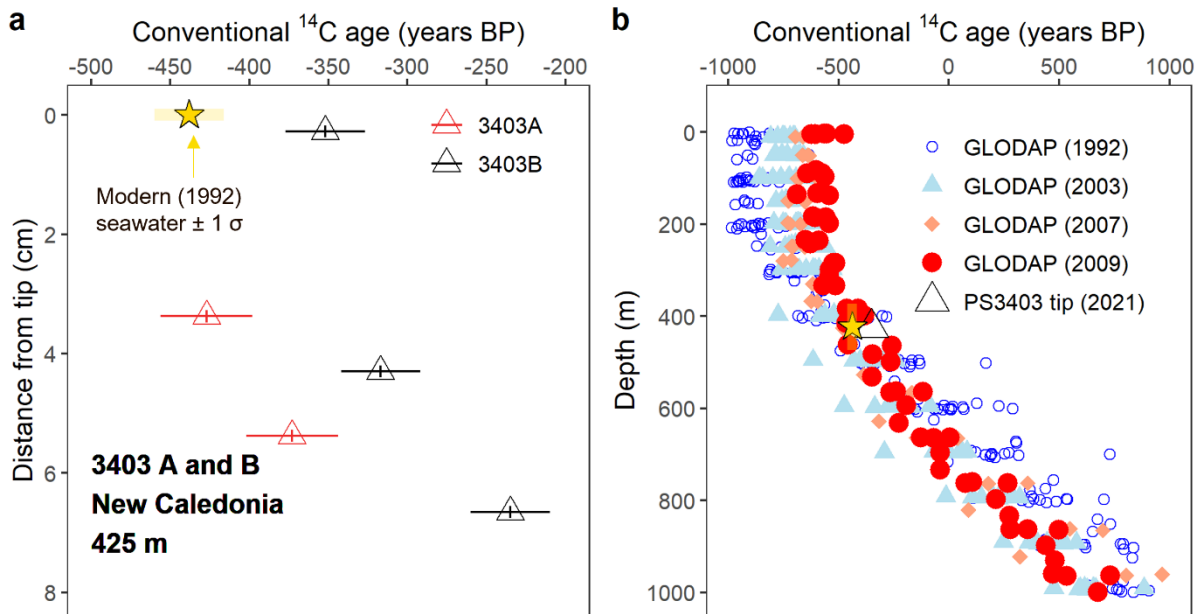 a
Conventional ¹⁴C age (years BP)
-500 -450 -400 -350 -300 -250 -200
Distance from tip (cm)
0
2
4
6
8
3403A
3403B
Modern (1992)
seawater ± 1 σ
3403 A and B
New Caledonia
425 m
b
Conventional ¹⁴C age (years BP)
-1000 -500 0 500 1000
Depth (m)
0
200
400
600
800
1000
GLODAP (1992)
GLODAP (2003)
GLODAP (2007)
GLODAP (2009)
PS3403 tip (2021)